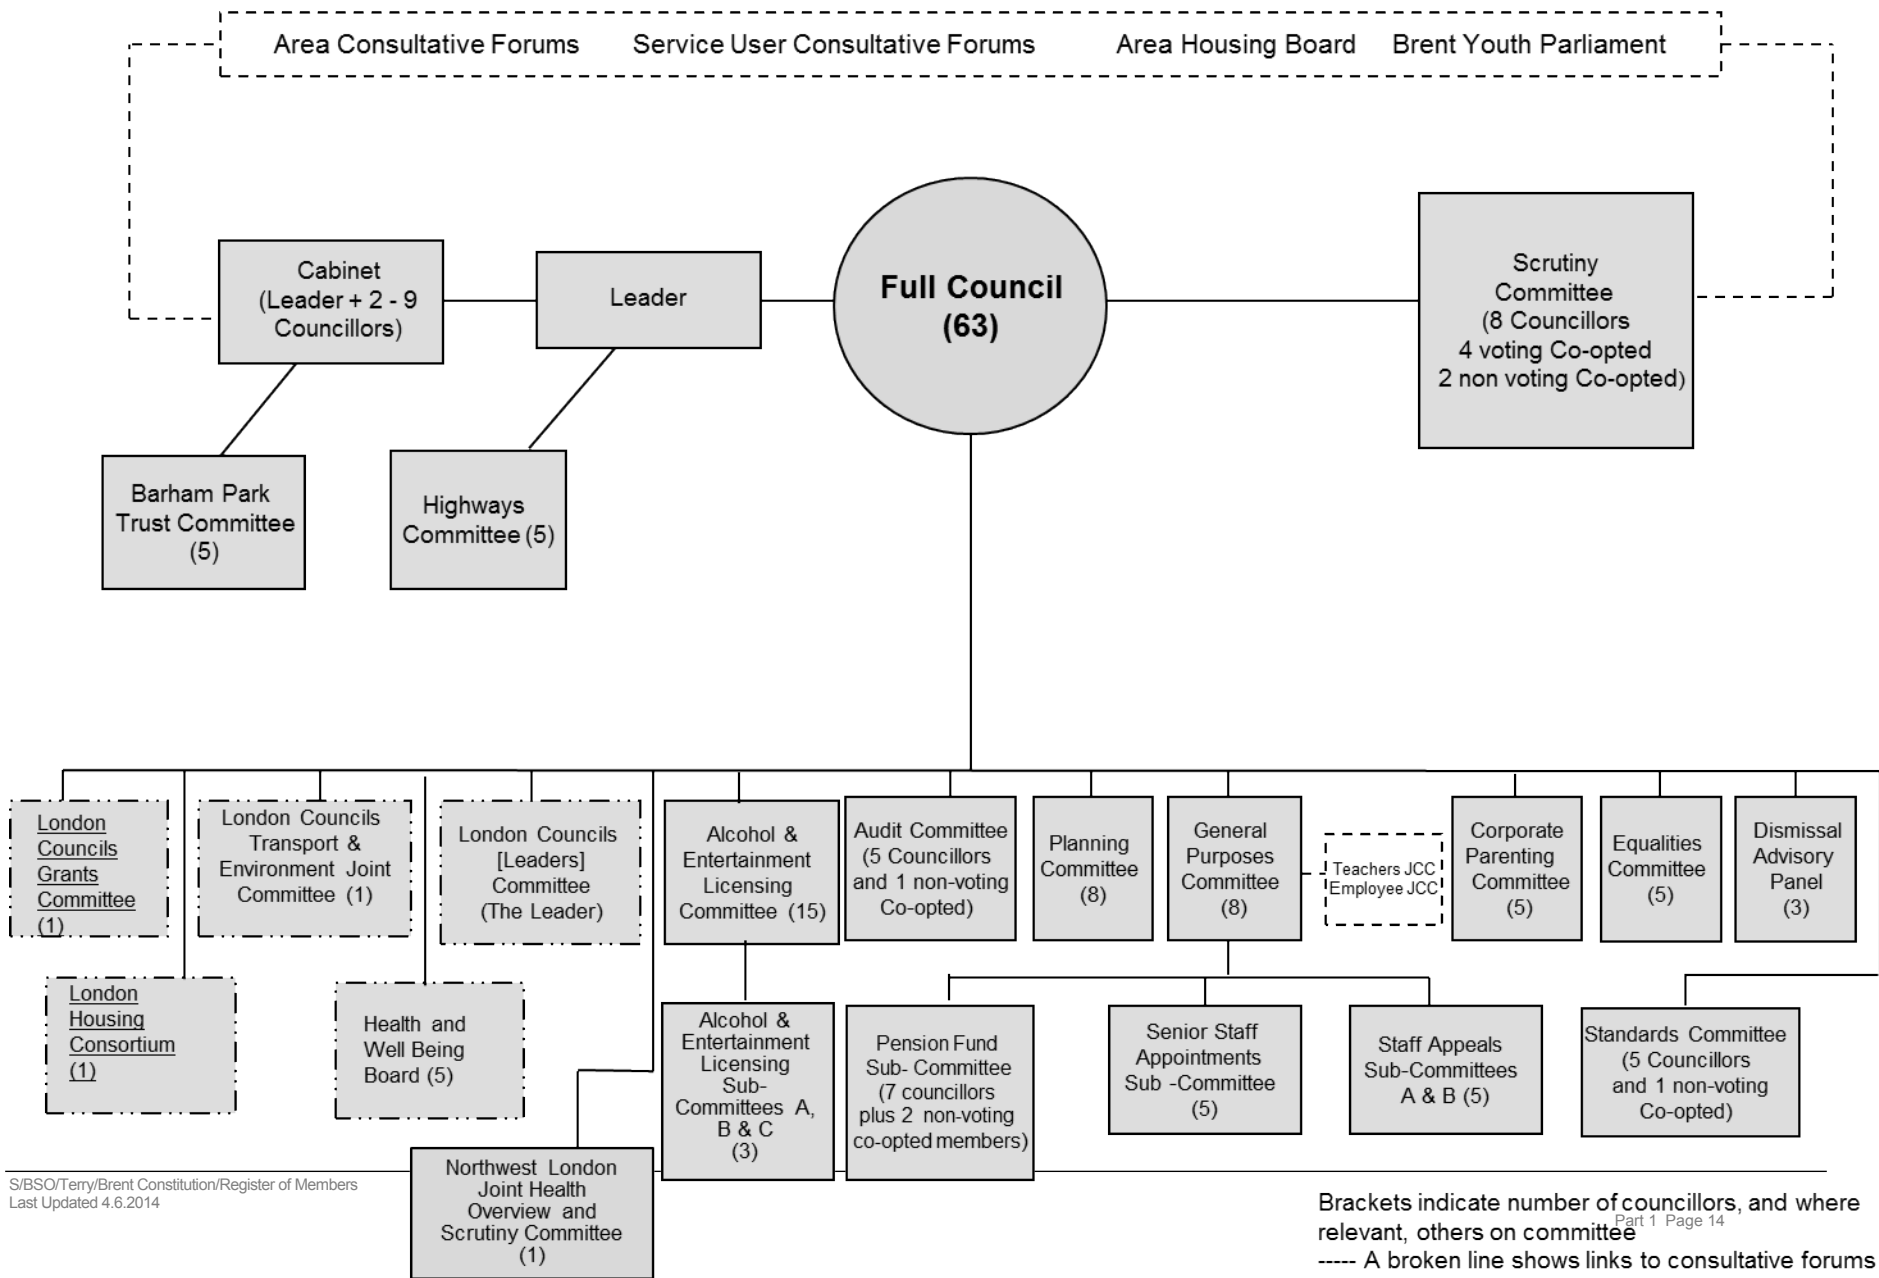 Area Consultative Forums
Service User Consultative Forums
Area Housing Board
Brent Youth Parliament
Cabinet
(Leader + 2 - 9
Councillors)
Leader
Full Council
(63)
Scrutiny
Committee
(8 Councillors
4 voting Co-opted
2 non voting Co-opted)
Barham Park
Trust Committee
(5)
Highways
Committee (5)
London
Councils
Grants
Committee
(1)
London Councils
Transport &
Environment Joint
Committee (1)
London Councils
[Leaders]
Committee
(The Leader)
Alcohol &
Entertainment
Licensing
Committee (15)
Audit Committee
(5 Councillors
and 1 non-voting
Co-opted)
Planning
Committee
(8)
General
Purposes
Committee
(8)
Teachers JCC
Employee JCC
Corporate
Parenting
Committee
(5)
Equalities
Committee
(5)
Dismissal
Advisory
Panel
(3)
London
Housing
Consortium
(1)
Health and
Well Being
Board (5)
Alcohol &
Entertainment
Licensing
Sub-
Committees A,
B & C
(3)
Pension Fund
Sub- Committee
(7 councillors
plus 2 non-voting
co-opted members)
Senior Staff
Appointments
Sub -Committee
(5)
Staff Appeals
Sub-Committees
A & B (5)
Standards Committee
(5 Councillors
and 1 non-voting
Co-opted)
Northwest London
Joint Health
Overview and
Scrutiny Committee
(1)
S/BSO/Terry/Brent Constitution/Register of Members
Last Updated 4.6.2014
Brackets indicate number of councillors, and where
relevant, others on committee
Part 1 Page 14
----- A broken line shows links to consultative forums